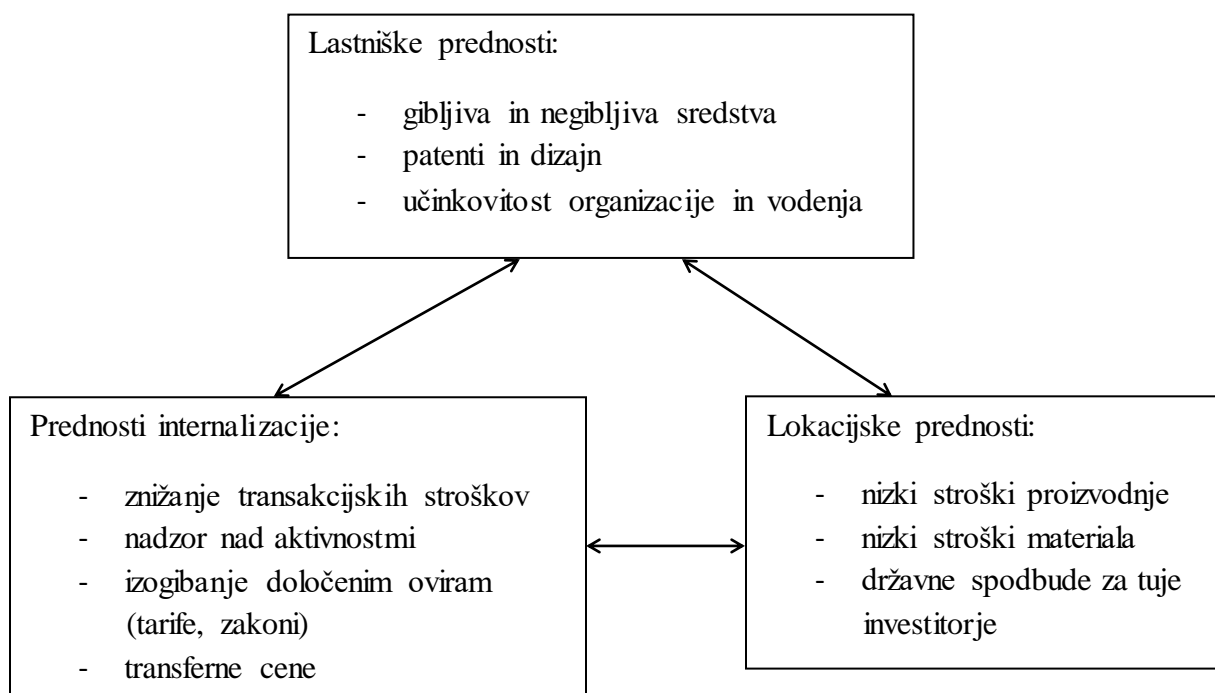 Lastniške prednosti:
- gibljiva in negibljiva sredstva
- patenti in dizajn
- učinkovitost organizacije in vodenja
Prednosti internalizacije:
- znižanje transakcijskih stroškov
- nadzor nad aktivnostmi
- izogibanje določenim oviram
(tarife, zakoni)
- transferne cene
Lokacijske prednosti:
- nizki stroški proizvodnje
- nizki stroški materiala
- državne spodbude za tuje
investitorje